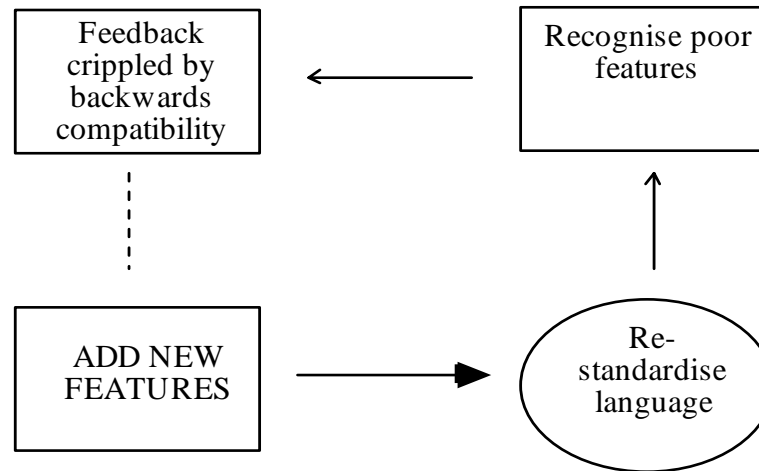 Feedback
crippled by
backwards
compatibility
Recognise poor
features
ADD NEW
FEATURES
Re-
standardise
language